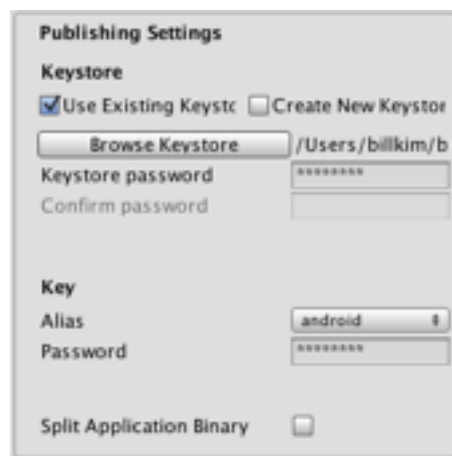 Publishing Settings
Keystore
Use Existing Keystc Create New Keystor
Browse Keystore /Users/billkim/b
Keystore password ********
Confirm password
Key
Alias android
Password ********
Split Application Binary